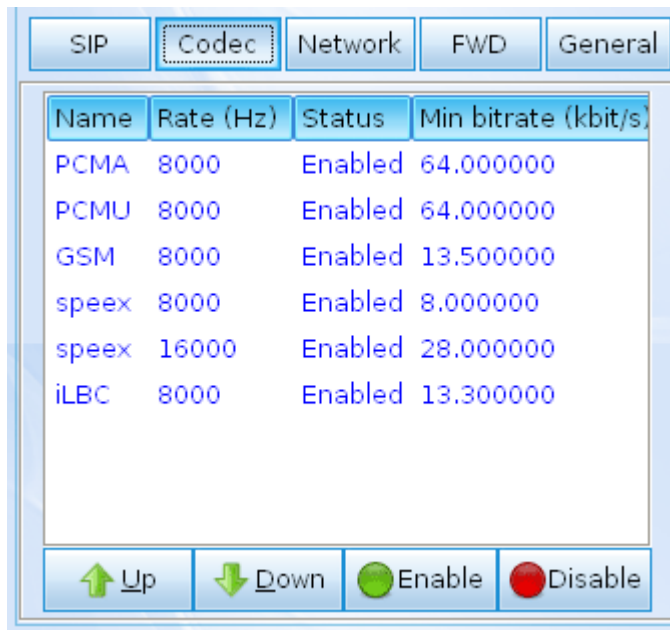 SIP Codec Network FWD General
Name Rate (Hz) Status Min bitrate (kbit/s)
PCMA 8000 Enabled 64.000000
PCMU 8000 Enabled 64.000000
GSM 8000 Enabled 13.500000
speex 8000 Enabled 8.000000
speex 16000 Enabled 28.000000
iLBC 8000 Enabled 13.300000
Up Down Enable Disable